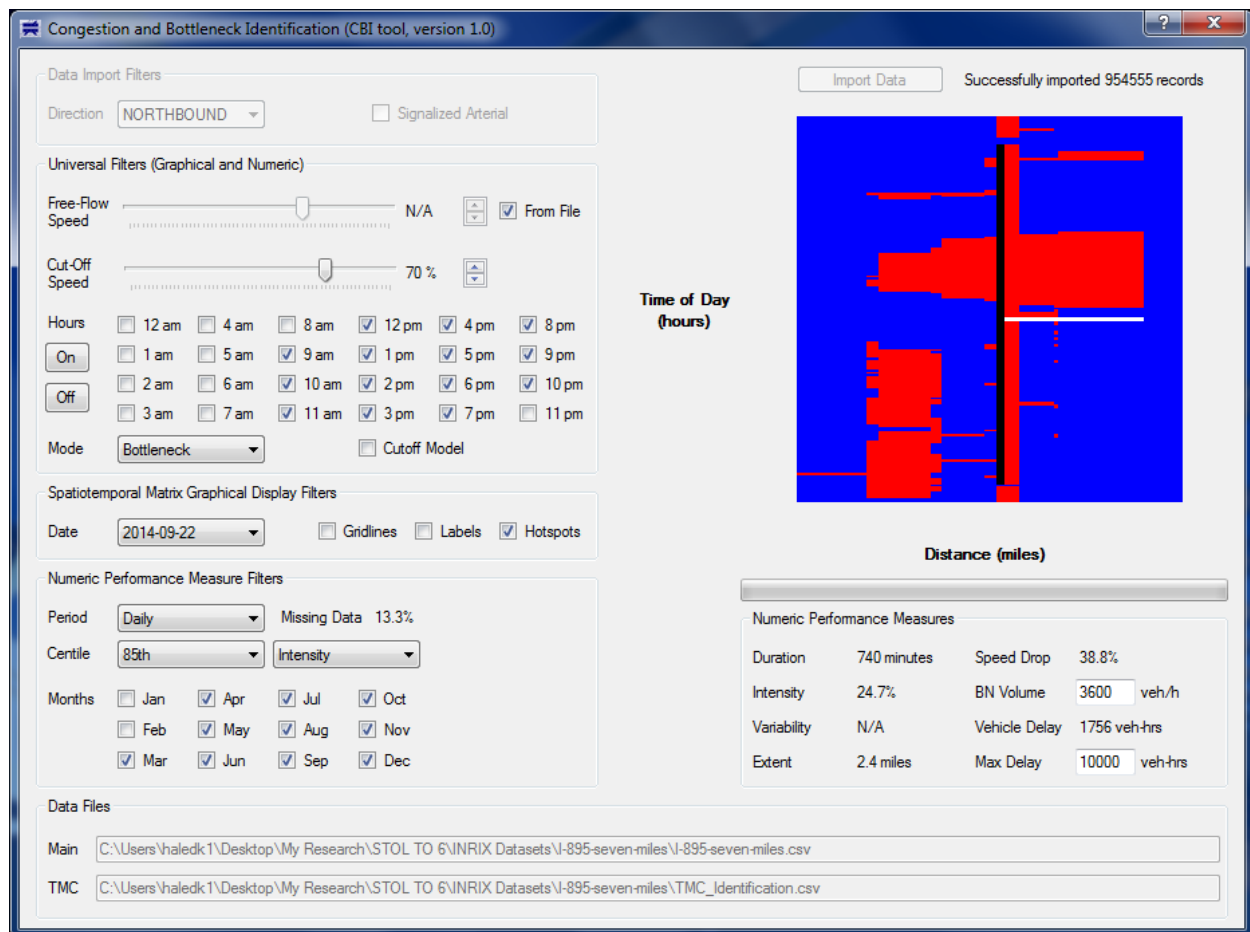 Congestion and Bottleneck Identification (CBI tool, version 1.0)
?
X
Data Import Filters
Direction NORTHBOUND Signalized Arterial
Import Data Successfully imported 954555 records
Universal Filters (Graphical and Numeric)
Free-Flow Speed N/A From File
Cut-Off Speed 70 %
Hours 12 am 4 am 8 am 12 pm 4 pm 8 pm
On 1 am 5 am 9 am 1 pm 5 pm 9 pm
Off 2 am 6 am 10 am 2 pm 6 pm 10 pm
3 am 7 am 11 am 3 pm 7 pm 11 pm
Mode Bottleneck Cutoff Model
Time of Day
(hours)
Distance (miles)
Spatiotemporal Matrix Graphical Display Filters
Date 2014-09-22 Gridlines Labels Hotspots
Numeric Performance Measure Filters
Period Daily Missing Data 13.3%
Centile 85th Intensity
Months Jan Apr Jul Oct
Feb May Aug Nov
Mar Jun Sep Dec
Numeric Performance Measures
Duration 740 minutes Speed Drop 38.8%
Intensity 24.7% BN Volume 3600 veh/h
Variability N/A Vehicle Delay 1756 veh-hrs
Extent 2.4 miles Max Delay 10000 veh-hrs
Data Files
Main C:\Users\haledk1\Desktop\My Research\STOL TO 6\INRIX Datasets\I-895-seven-miles\I-895-seven-miles.csv
TMC C:\Users\haledk1\Desktop\My Research\STOL TO 6\INRIX Datasets\I-895-seven-miles\TMC_Identification.csv